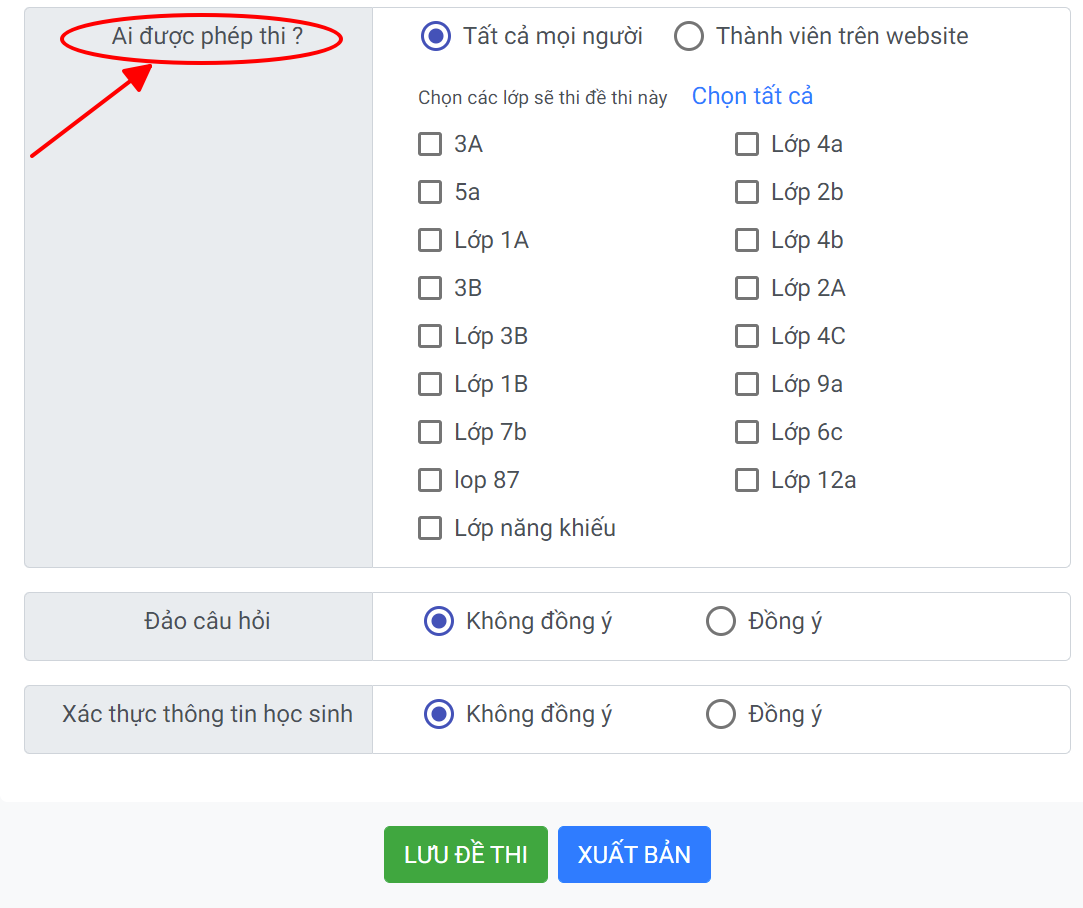 Ai được phép thi ?
Tất cả mọi người Thành viên trên website
Chọn các lớp sẽ thi đề thi này Chọn tất cả
3A Lớp 4a
5a Lớp 2b
Lớp 1A Lớp 4b
3B Lớp 2A
Lớp 3B Lớp 4C
Lớp 1B Lớp 9a
Lớp 7b Lớp 6c
lop 87 Lớp 12a
Lớp năng khiếu
Đảo câu hỏi Không đồng ý Đồng ý
Xác thực thông tin học sinh Không đồng ý Đồng ý
LƯU ĐỀ THI XUẤT BẢN